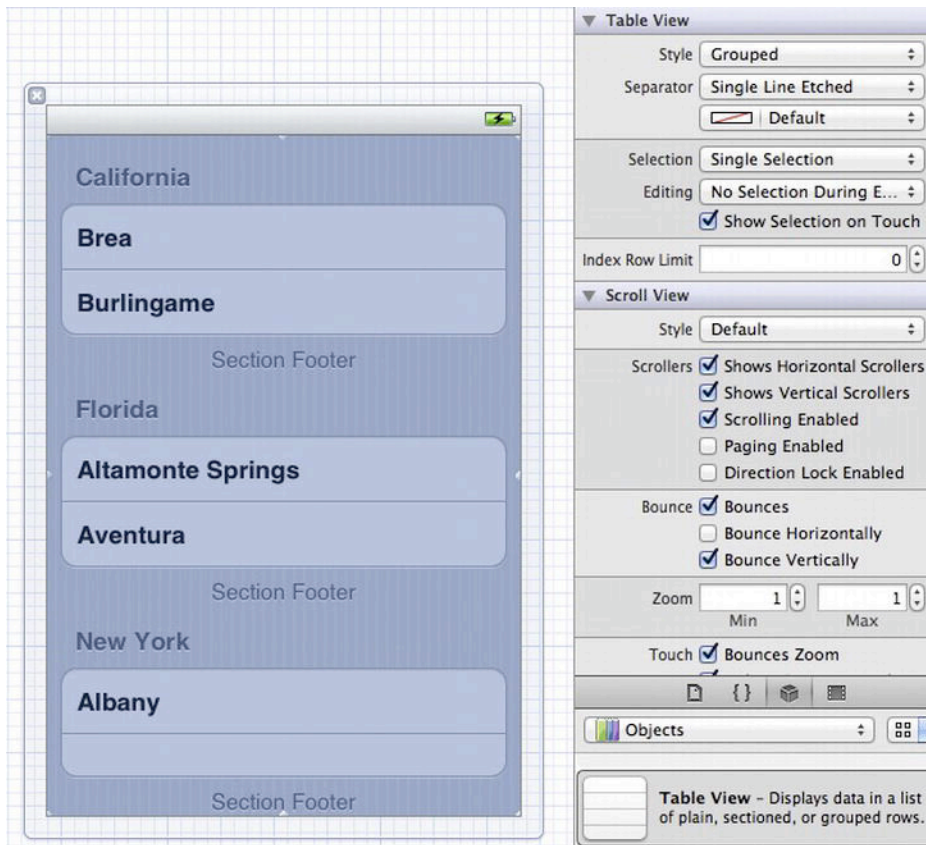 California
Brea
Burlingame
Section Footer
Florida
Altamonte Springs
Aventura
Section Footer
New York
Albany
Section Footer
Table View
Style Grouped
Separator Single Line Etched
Default
Selection Single Selection
Editing No Selection During E...
Show Selection on Touch
Index Row Limit 0
Scroll View
Style Default
Scrollers Shows Horizontal Scrollers
Shows Vertical Scrollers
Scrolling Enabled
Paging Enabled
Direction Lock Enabled
Bounce Bounces
Bounce Horizontally
Bounce Vertically
Zoom 1 1
Min Max
Touch Bounces Zoom
{}
Objects
Table View - Displays data in a list
of plain, sectioned, or grouped rows.